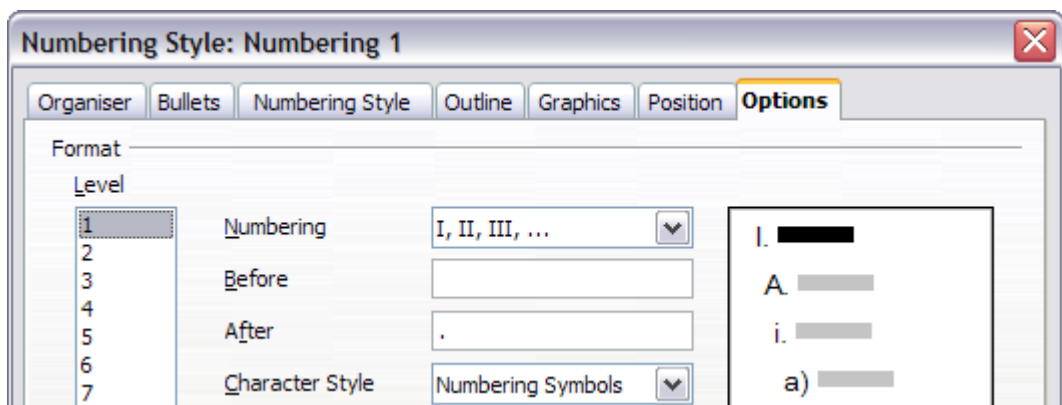 Numbering Style: Numbering 1
Organiser Bullets Numbering Style Outline Graphics Position Options
Format
Level
1
2
3
4
5
6
7
Numbering I, II, III, ...
Before
After .
Character Style Numbering Symbols
I.
A.
i.
a)